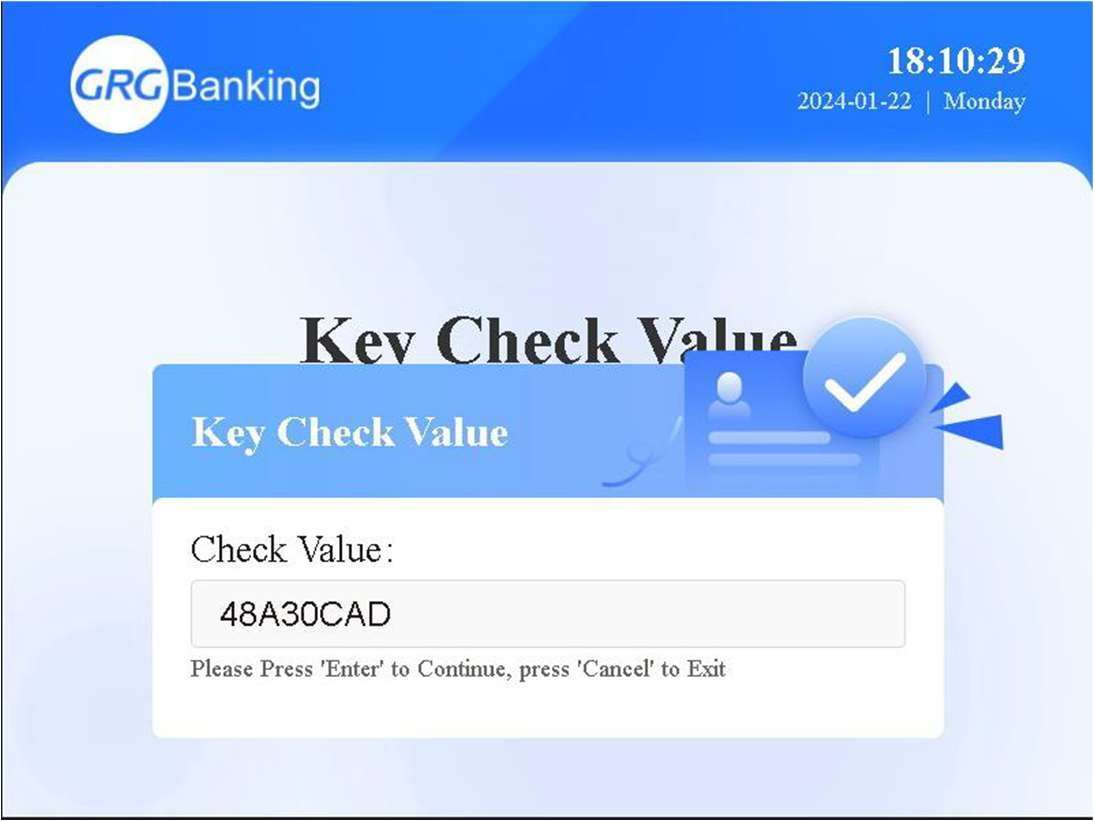 GRGBanking
18:10:29
2024-01-22 | Monday
Key Check Value
Key Check Value
Check Value:
48A30CAD
Please Press 'Enter' to Continue, press 'Cancel' to Exit